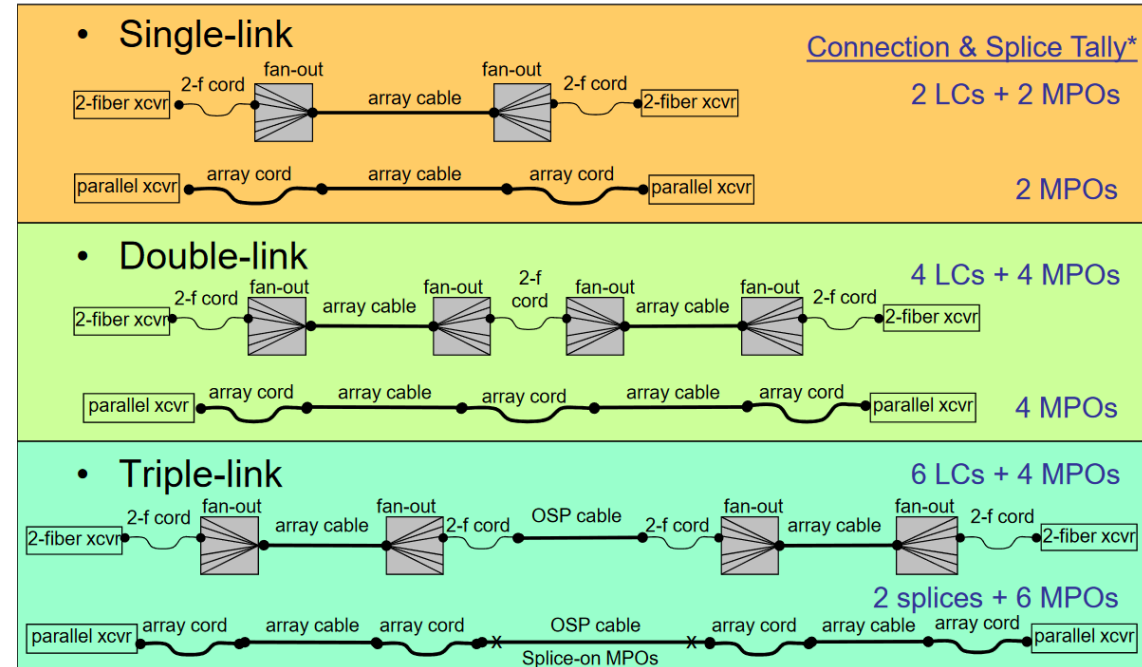 • Single-link
Connection & Splice Tally*
2-f cord
fan-out
fan-out
2-f cord
2-fiber xcvr
array cable
2-fiber xcvr
2 LCs + 2 MPOs
parallel xcvr
array cord
array cable
array cord
parallel xcvr
2 MPOs
• Double-link
4 LCs + 4 MPOs
2-f cord
fan-out
array cable
fan-out
2-f
cord
fan-out
array cable
fan-out
2-f cord
2-fiber xcvr
2-fiber xcvr
parallel xcvr
array cord
array cable
array cord
array cable
array cord
parallel xcvr
4 MPOs
• Triple-link
6 LCs + 4 MPOs
2-f cord
fan-out
array cable
fan-out
2-f cord
OSP cable
2-f cord
fan-out
array cable
fan-out
2-f cord
2-fiber xcvr
2-fiber xcvr
2 splices + 6 MPOs
parallel xcvr
array cord
array cable
array cord
x
OSP cable
x
array cord
array cable
array cord
parallel xcvr
Splice-on MPOs